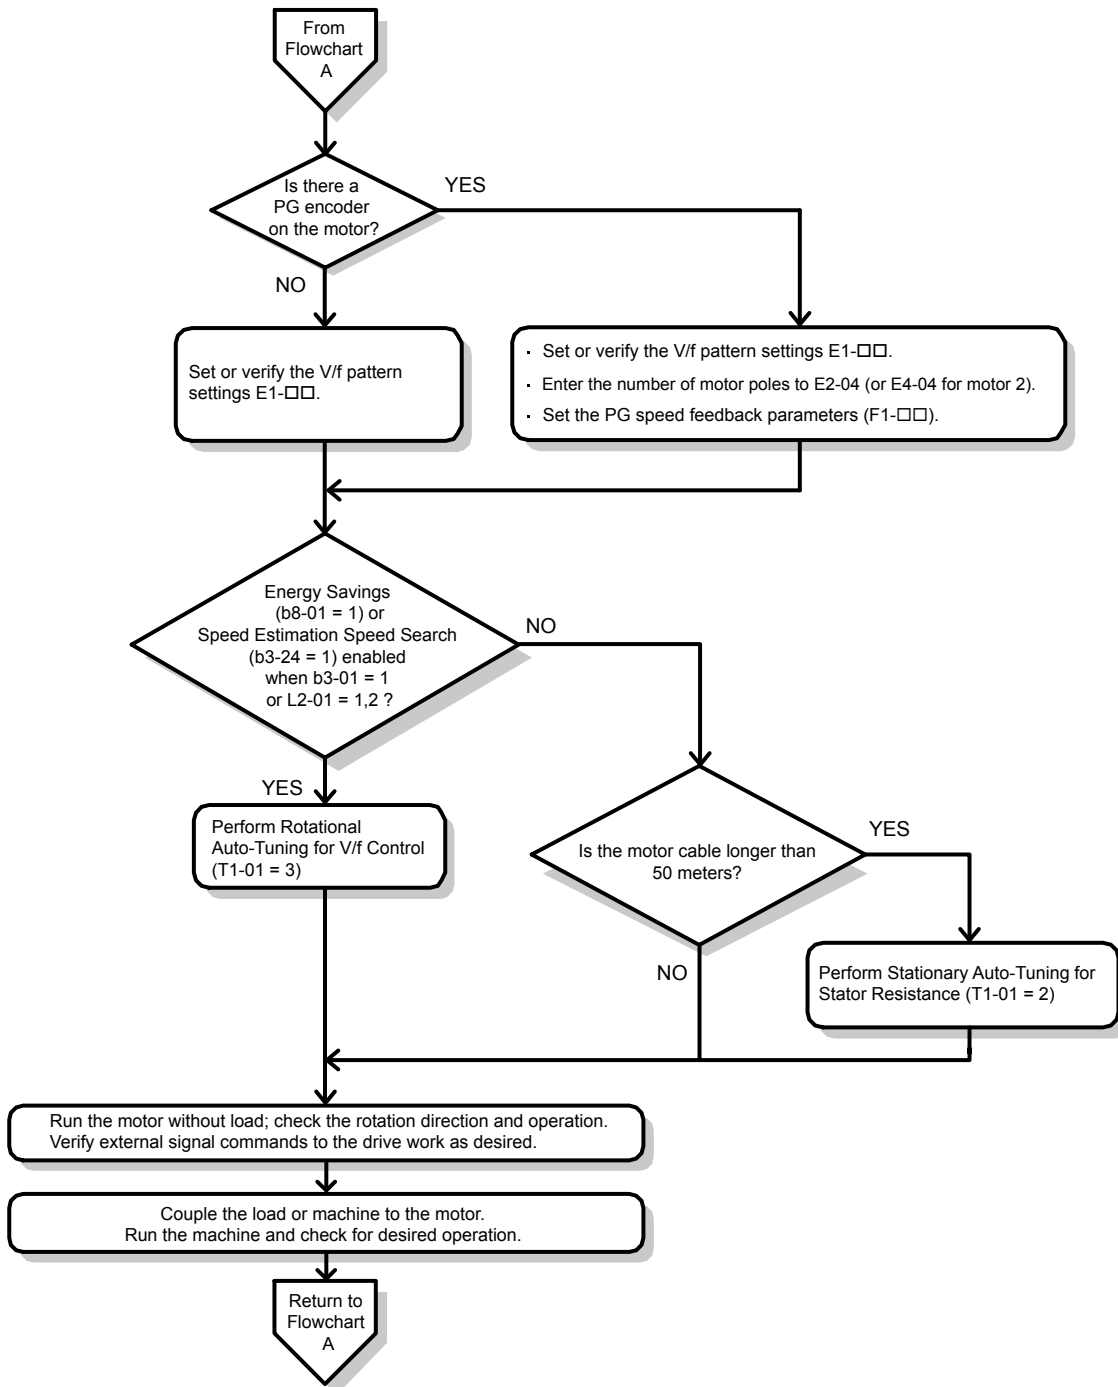 From
Flowchart
A
Is there a
PG encoder
on the motor?
YES
NO
Set or verify the V/f pattern
settings E1-□□.
· Set or verify the V/f pattern settings E1-□□.
· Enter the number of motor poles to E2-04 (or E4-04 for motor 2).
· Set the PG speed feedback parameters (F1-□□).
Energy Savings
(b8-01 = 1) or
Speed Estimation Speed Search
(b3-24 = 1) enabled
when b3-01 = 1
or L2-01 = 1,2 ?
NO
YES
Perform Rotational
Auto-Tuning for V/f Control
(T1-01 = 3)
Is the motor cable longer than
50 meters?
YES
NO
Perform Stationary Auto-Tuning for
Stator Resistance (T1-01 = 2)
Run the motor without load; check the rotation direction and operation.
Verify external signal commands to the drive work as desired.
Couple the load or machine to the motor.
Run the machine and check for desired operation.
Return to
Flowchart
A